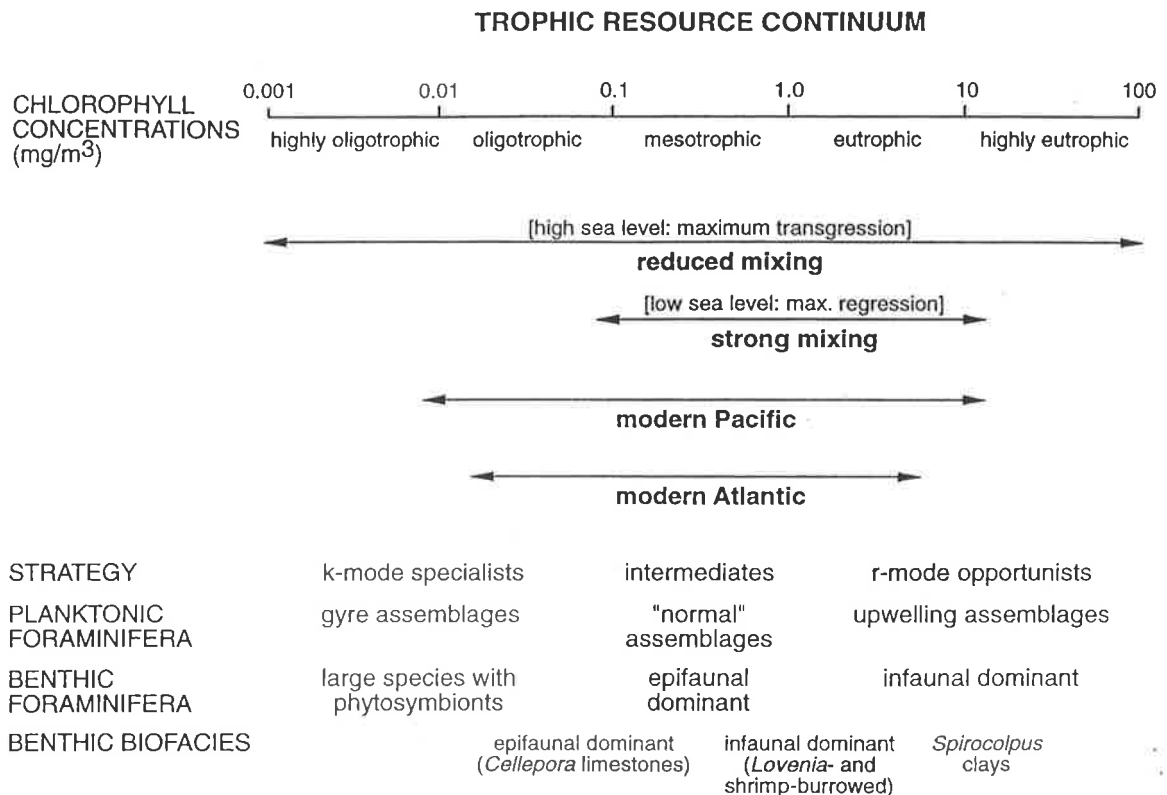 TROPHIC RESOURCE CONTINUUM
0.001 0.01 0.1 1.0 10 100
CHLOROPHYLL
CONCENTRATIONS
(mg/m³)
highly oligotrophic oligotrophic mesotrophic eutrophic highly eutrophic
[high sea level: maximum transgression]
reduced mixing
[low sea level: max. regression]
strong mixing
modern Pacific
modern Atlantic
STRATEGY k-mode specialists intermediates r-mode opportunists
PLANKTONIC gyre assemblages "normal" upwelling assemblages
FORAMINIFERA assemblages
BENTHIC large species with epifaunal infaunal dominant
FORAMINIFERA phytosymbionts dominant
BENTHIC BIOFACIES epifaunal dominant infaunal dominant Spirocolpus
(Cellepora limestones) (Lovenia- and clays
shrimp-burrowed)